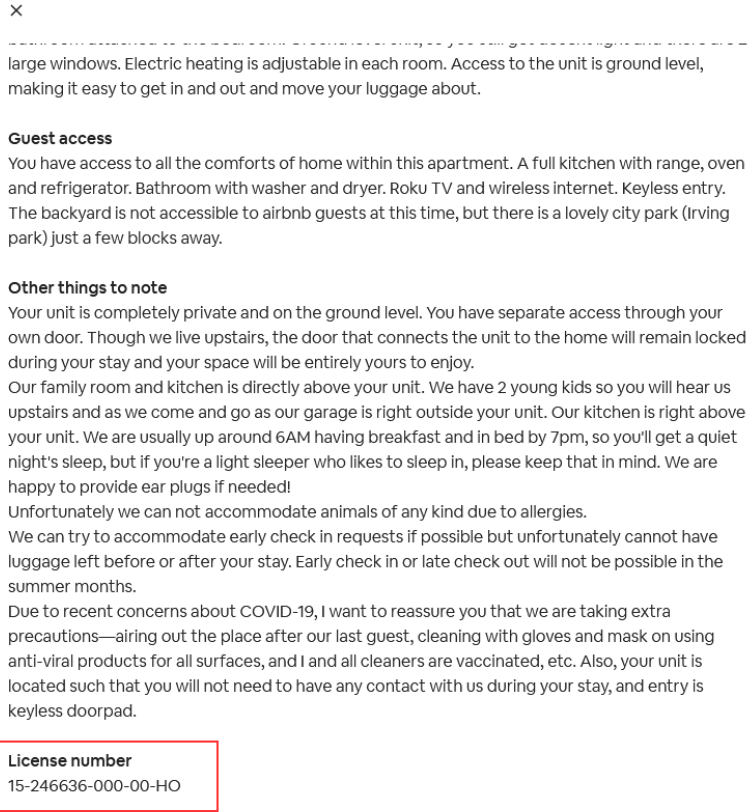 large windows. Electric heating is adjustable in each room. Access to the unit is ground level,
making it easy to get in and out and move your luggage about.
Guest access
You have access to all the comforts of home within this apartment. A full kitchen with range, oven
and refrigerator. Bathroom with washer and dryer. Roku TV and wireless internet. Keyless entry.
The backyard is not accessible to airbnb guests at this time, but there is a lovely city park (Irving
park) just a few blocks away.
Other things to note
Your unit is completely private and on the ground level. You have separate access through your
own door. Though we live upstairs, the door that connects the unit to the home will remain locked
during your stay and your space will be entirely yours to enjoy.
Our family room and kitchen is directly above your unit. We have 2 young kids so you will hear us
upstairs and as we come and go as our garage is right outside your unit. Our kitchen is right above
your unit. We are usually up around 6AM having breakfast and in bed by 7pm, so you'll get a quiet
night's sleep, but if you're a light sleeper who likes to sleep in, please keep that in mind. We are
happy to provide ear plugs if needed!
Unfortunately we can not accommodate animals of any kind due to allergies.
We can try to accommodate early check in requests if possible but unfortunately cannot have
luggage left before or after your stay. Early check in or late check out will not be possible in the
summer months.
Due to recent concerns about COVID-19, I want to reassure you that we are taking extra
precautions—airing out the place after our last guest, cleaning with gloves and mask on using
anti-viral products for all surfaces, and I and all cleaners are vaccinated, etc. Also, your unit is
located such that you will not need to have any contact with us during your stay, and entry is
keyless doorpad.
License number
15-246636-000-00-HO